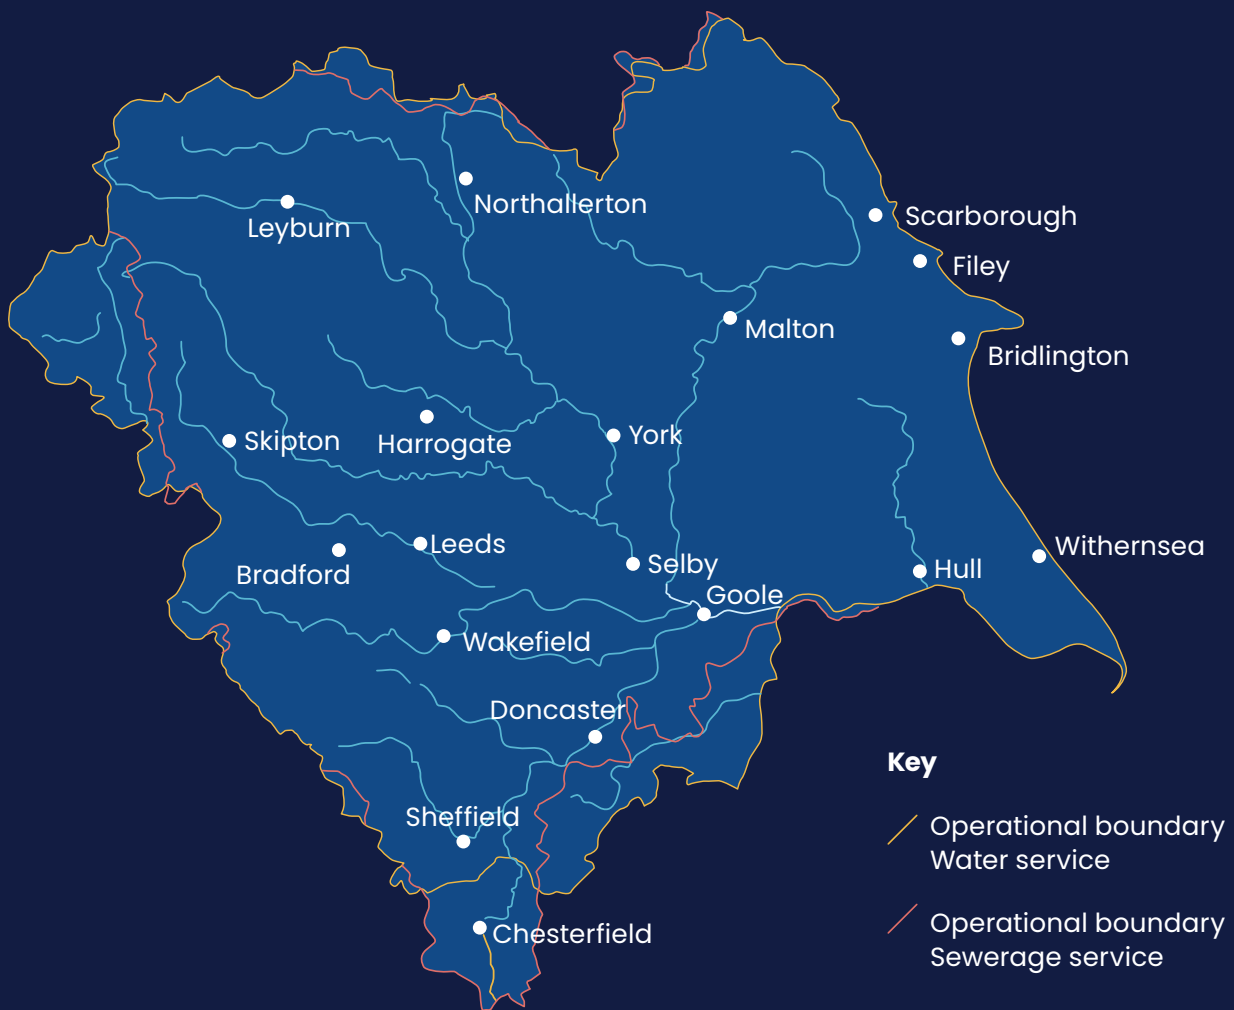 Northallerton
Leyburn
Scarborough
Filey
Malton
Bridlington
Skipton
Harrogate
York
Leeds
Bradford
Selby
Withernsea
Hull
Goole
Wakefield
Doncaster
Sheffield
Chesterfield
Key
Operational boundary
Water service
Operational boundary
Sewerage service